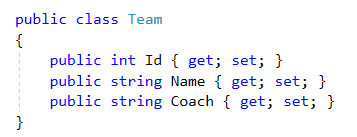 public class Team
{
    public int Id { get; set; }
    public string Name { get; set; }
    public string Coach { get; set; }
}